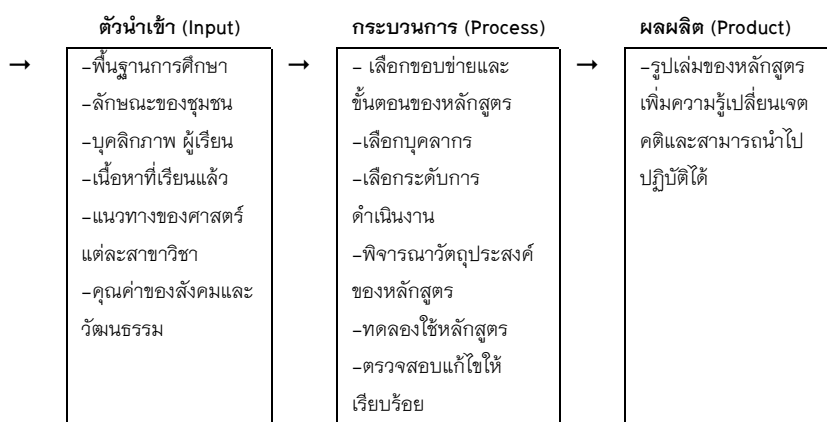 ตัวนำเข้า (Input)
→
-พื้นฐานการศึกษา
-ลักษณะของชุมชน
-บุคลิกภาพ ผู้เรียน
-เนื้อหาที่เรียนแล้ว
-แนวทางของศาสตร์
แต่ละสาขาวิชา
-คุณค่าของสังคมและ
วัฒนธรรม
กระบวนการ (Process)
→
- เลือกขอบข่ายและ
ขั้นตอนของหลักสูตร
-เลือกบุคลากร
-เลือกระดับการ
ดำเนินงาน
-พิจารณาวัตถุประสงค์
ของหลักสูตร
-ทดลองใช้หลักสูตร
-ตรวจสอบแก้ไขให้
เรียบร้อย
ผลผลิต (Product)
→
-รูปเล่มของหลักสูตร
เพิ่มความรู้เปลี่ยนเจต
คติและสามารถนำไป
ปฏิบัติได้